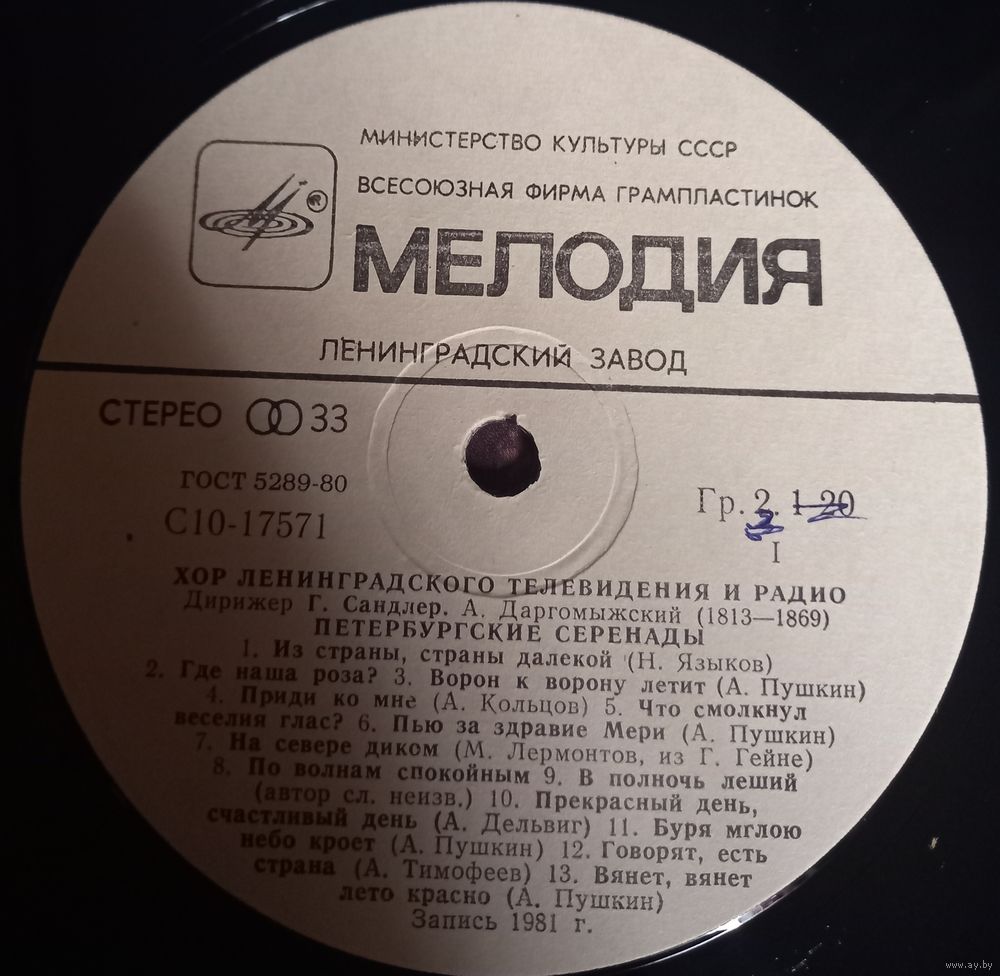 МИНИСТЕРСТВО КУЛЬТУРЫ СССР
ВСЕСОЮЗНАЯ ФИРМА ГРАМПЛАСТИНОК
®
МЕЛОДИЯ
ЛЕНИНГРАДСКИЙ ЗАВОД
СТЕРЕО 33
ГОСТ 5289-80
С10-17571
Гр. 2. 1-20
2
I
ХОР ЛЕНИНГРАДСКОГО ТЕЛЕВИДЕНИЯ И РАДИО
Дирижер Г. Сандлер. А. Даргомыжский (1813—1869)
ПЕТЕРБУРГСКИЕ СЕРЕНАДЫ
1. Из страны, страны далекой (Н. Языков)
2. Где наша роза? 3. Ворон к ворону летит (А. Пушкин)
4. Приди ко мне (А. Кольцов) 5. Что смолкнул
веселия глас? 6. Пью за здравие Мери (А. Пушкин)
7. На севере диком (М. Лермонтов, из Г. Гейне)
8. По волнам спокойным 9. В полночь леший
(автор сл. неизв.) 10. Прекрасный день,
счастливый день (А. Дельвиг) 11. Буря мглою
небо кроет (А. Пушкин) 12. Говорят, есть
страна (А. Тимофеев) 13. Вянет, вянет
лето красно (А. Пушкин)
Запись 1981 г.
www.ay.by